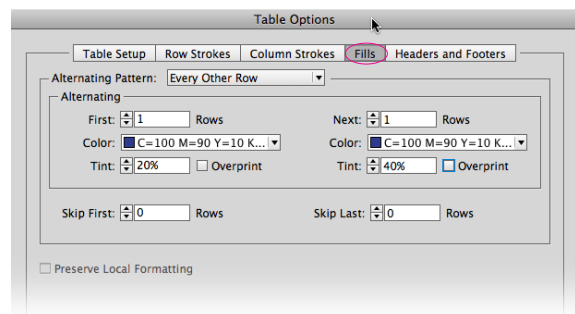 Table Options
Table Setup Row Strokes Column Strokes Fills Headers and Footers
Alternating Pattern: Every Other Row
Alternating
First: 1 Rows Next: 1 Rows
Color: C=100 M=90 Y=10 K... Color: C=100 M=90 Y=10 K...
Tint: 20% Overprint Tint: 40% Overprint
Skip First: 0 Rows Skip Last: 0 Rows
Preserve Local Formatting